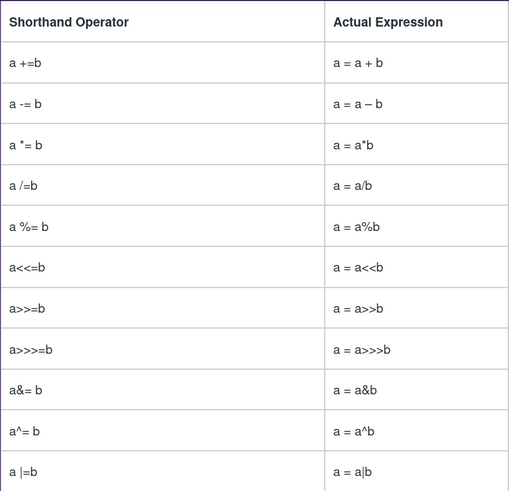 Shorthand Operator Actual Expression
a +=b a = a + b
a -= b a = a – b
a *= b a = a*b
a /=b a = a/b
a %= b a = a%b
a<<=b a = a<<b
a>>=b a = a>>b
a>>>=b a = a>>>b
a&= b a = a&b
a^= b a = a^b
a |=b a = a|b